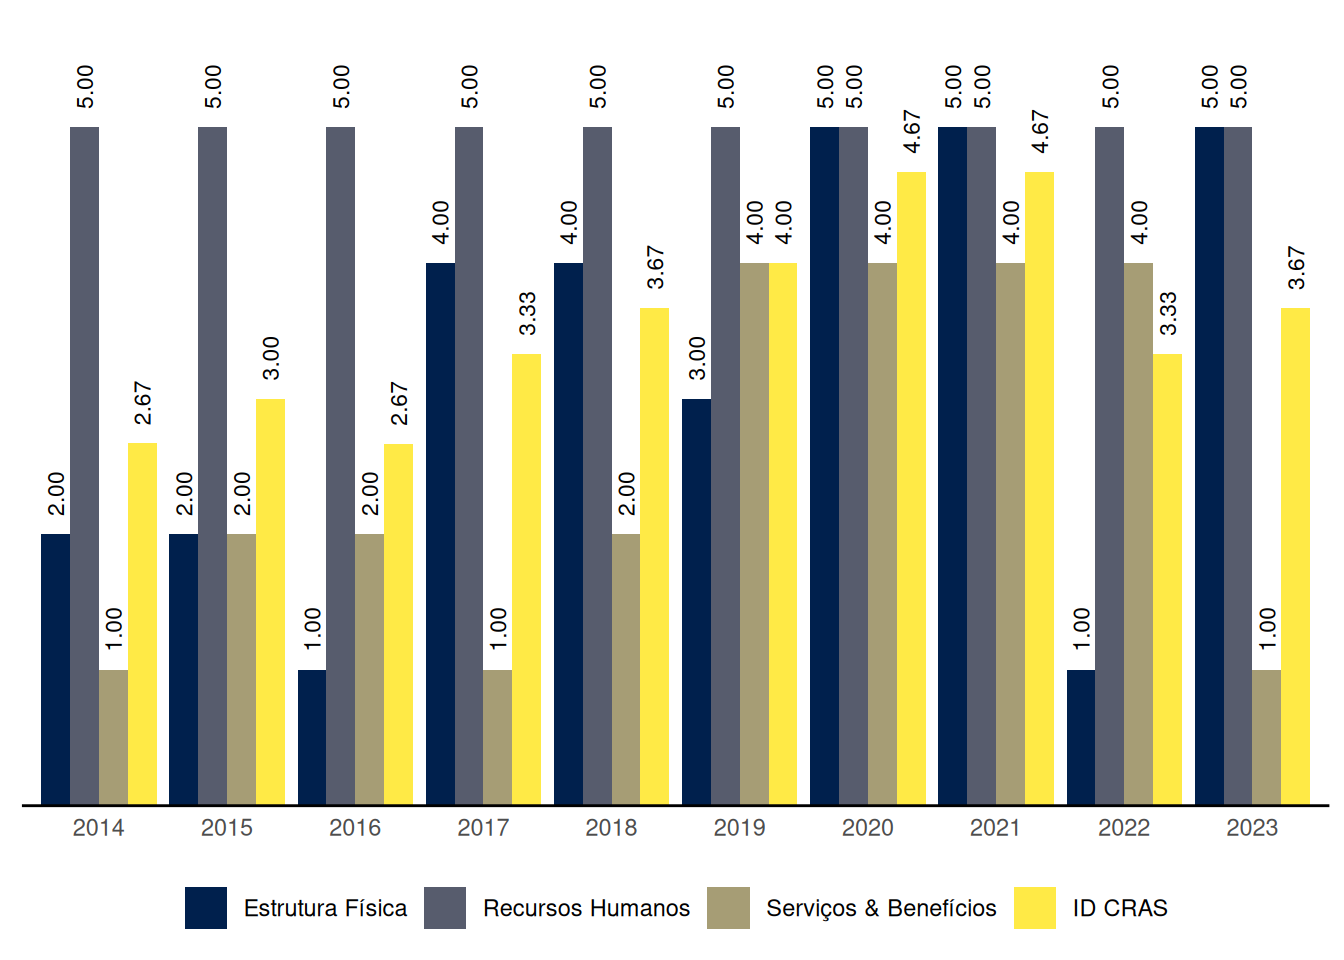 5.00 5.00 5.00 5.00 5.00 5.00 5.00 5.00 5.00 5.00 5.00 5.00 5.00
4.67 4.67
4.00 4.00 4.00 4.00 4.00 4.00 4.00
3.67 3.67
3.33 3.33
3.00 3.00
2.67 2.67
2.00 2.00 2.00 2.00 2.00
1.00 1.00 1.00 1.00 1.00
2014 2015 2016 2017 2018 2019 2020 2021 2022 2023
Estrutura Física Recursos Humanos Serviços & Benefícios ID CRAS